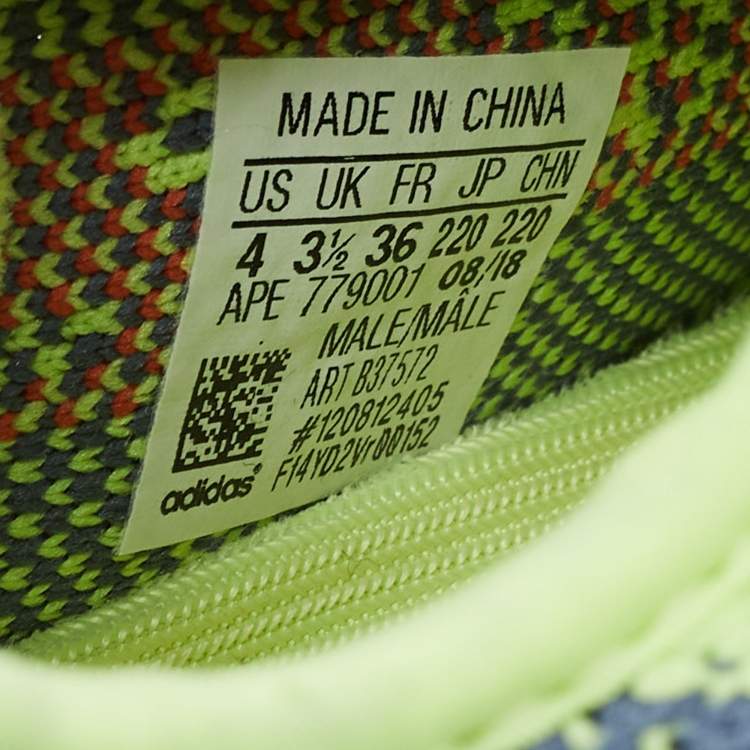 MADE IN CHINA
US UK FR JP CHN
4 3½ 36 220 220
APE 779001 08/18
MALE/MÂLE
ART B37572
#120812405
F14YD2Vr00152
adidas®